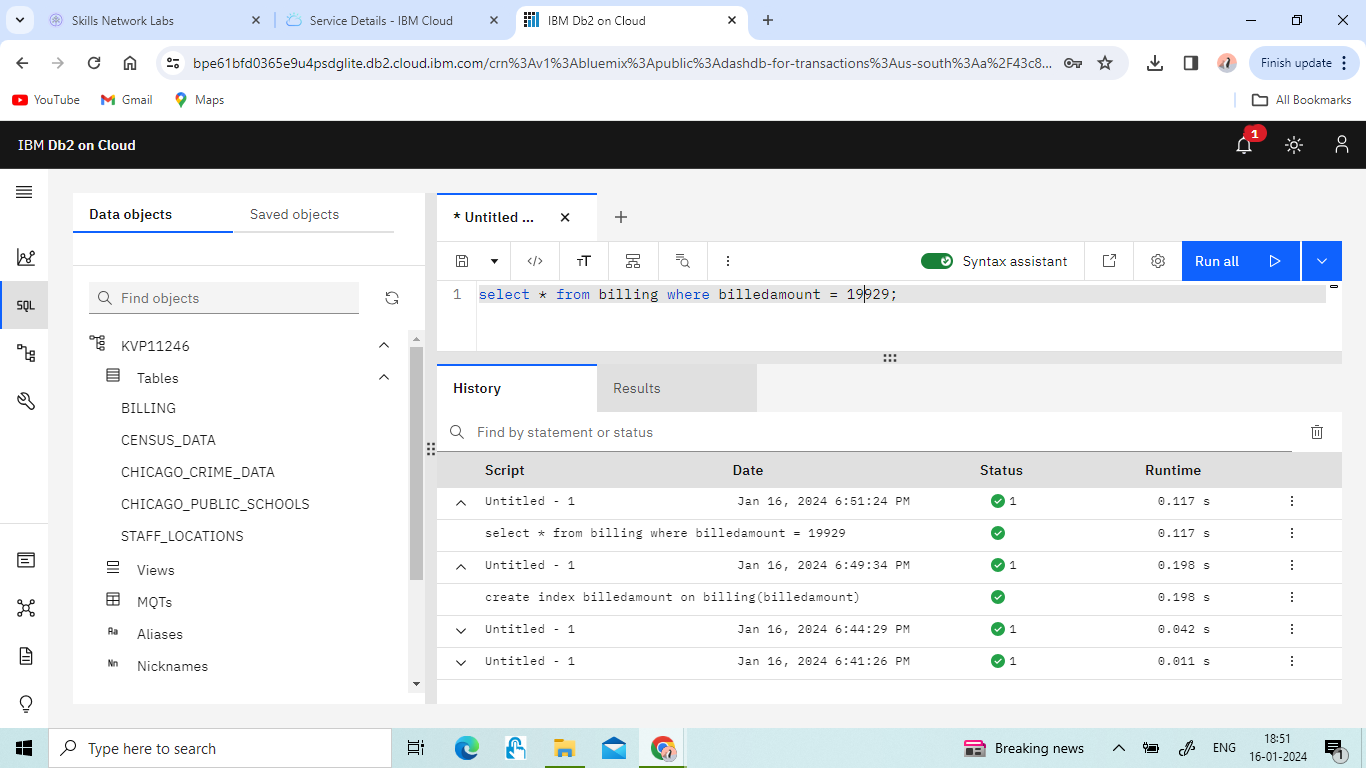 Skills Network Labs
Service Details - IBM Cloud
IBM Db2 on Cloud
bpe61bfd0365e9u4psdglite.db2.cloud.ibm.com/crn%3Av1%3Abluemix%3Apublic%3Adashdb-for-transactions%3Aus-south%3Aa%2F43c8...
Finish update
YouTube
Gmail
Maps
All Bookmarks
IBM Db2 on Cloud
1
Data objects
Saved objects
* Untitled ...
Syntax assistant
Run all
SQL
Find objects
1 select * from billing where billedamount = 19929;
KVP11246
Tables
BILLING
CENSUS_DATA
CHICAGO_CRIME_DATA
CHICAGO_PUBLIC_SCHOOLS
STAFF_LOCATIONS
Views
MQTs
Aa Aliases
Nn Nicknames
History
Results
Find by statement or status
Script Date Status Runtime
Untitled - 1 Jan 16, 2024 6:51:24 PM 1 0.117 s
select * from billing where billedamount = 19929 0.117 s
Untitled - 1 Jan 16, 2024 6:49:34 PM 1 0.198 s
create index billedamount on billing(billedamount) 0.198 s
Untitled - 1 Jan 16, 2024 6:44:29 PM 1 0.042 s
Untitled - 1 Jan 16, 2024 6:41:26 PM 1 0.011 s
Type here to search
Breaking news
ENG
18:51
16-01-2024
1